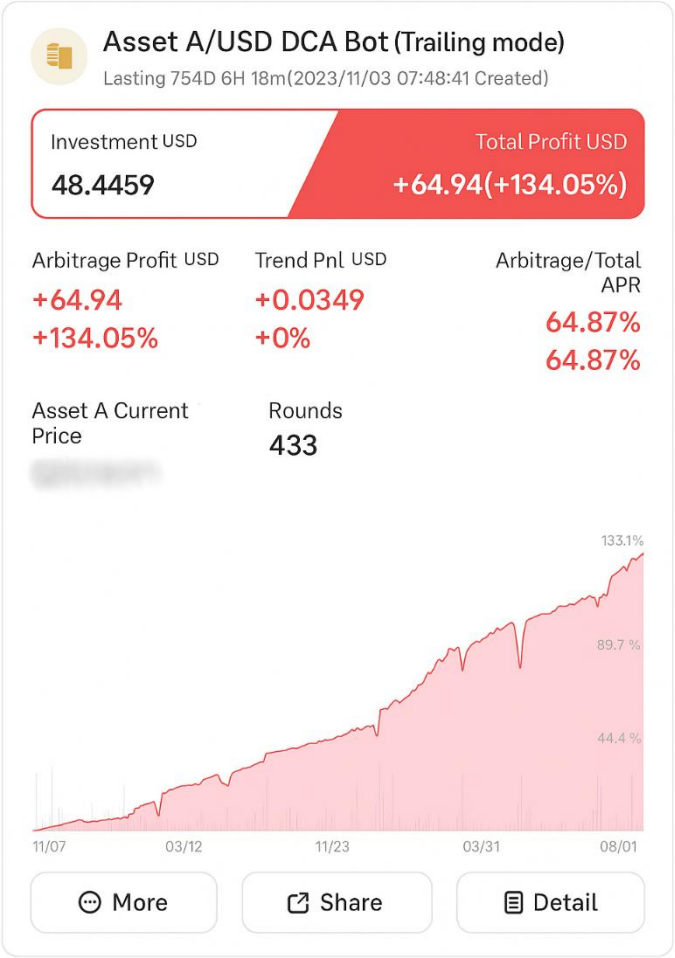 Asset A/USD DCA Bot (Trailing mode)
Lasting 754D 6H 18m(2023/11/03 07:48:41 Created)
Investment USD
Total Profit USD
48.4459
+64.94(+134.05%)
Arbitrage Profit USD
Trend Pnl USD
Arbitrage/Total
APR
+64.94
+0.0349
64.87%
+134.05%
+0%
64.87%
Asset A Current
Price
Rounds
433
133.1%
89.7 %
44.4 %
11/07
03/12
11/23
03/31
08/01
More
Share
Detail